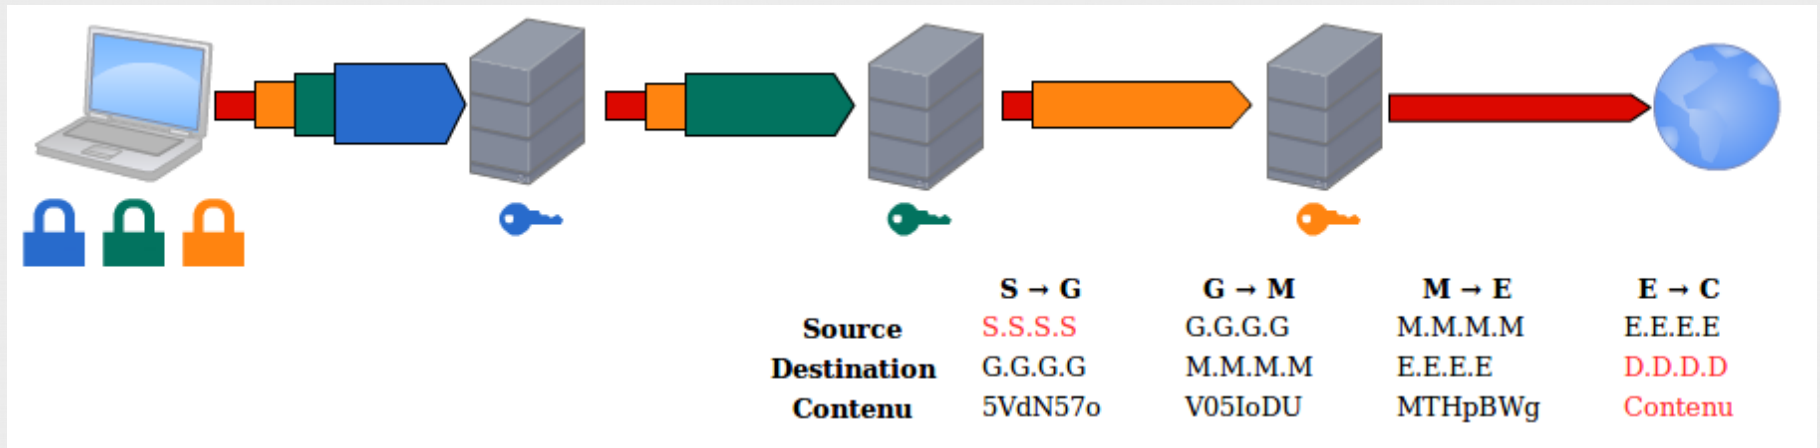 S → G G → M M → E E → C
Source S.S.S.S G.G.G.G M.M.M.M E.E.E.E
Destination G.G.G.G M.M.M.M E.E.E.E D.D.D.D
Contenu 5VdN57o V05IoDU MTHpBWg Contenu